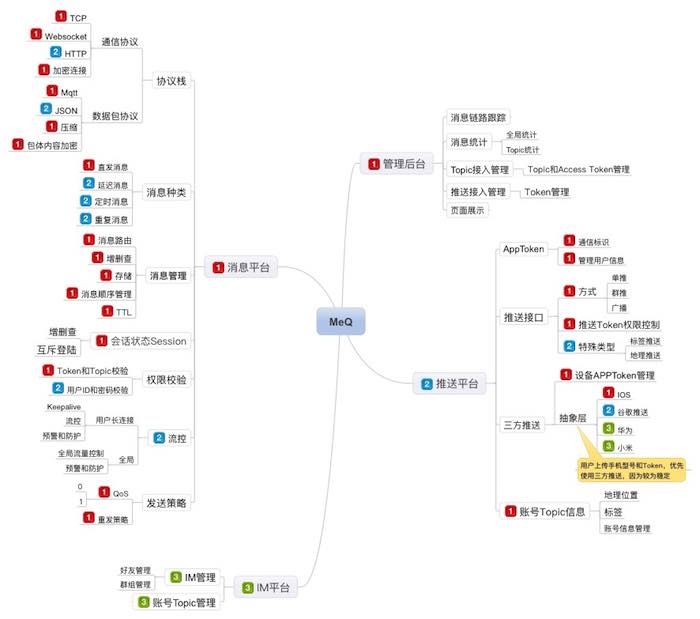 MeQ
1 消息平台
协议栈
通信协议
1 TCP
1 Websocket
2 HTTP
1 加密连接
数据包协议
1 Mqtt
2 JSON
1 压缩
1 包体内容加密
消息种类
1 直发消息
2 延迟消息
2 定时消息
2 重复消息
消息管理
1 消息路由
1 增删查
1 存储
1 消息顺序管理
1 TTL
1 会话状态Session
增删查
互斥登陆
权限校验
1 Token和Topic校验
2 用户ID和密码校验
2 流控
用户长连接
Keepalive
流控
预警和防护
全局
全局流量控制
预警和防护
发送策略
1 QoS
0
1
1 重发策略
3 IM平台
3 IM管理
好友管理
群组管理
3 账号Topic管理
1 管理后台
消息链路跟踪
消息统计
全局统计
Topic统计
Topic接入管理
Topic和Access Token管理
推送接入管理
Token管理
页面展示
2 推送平台
AppToken
1 通信标识
1 管理用户信息
推送接口
1 方式
单推
群推
广播
1 推送Token权限控制
2 特殊类型
标签推送
地理推送
三方推送
1 设备APPToken管理
抽象层
1 IOS
2 谷歌推送
3 华为
3 小米
用户上传手机型号和Token，优先
使用三方推送，因为较为稳定
1 账号Topic信息
地理位置
标签
账号信息管理